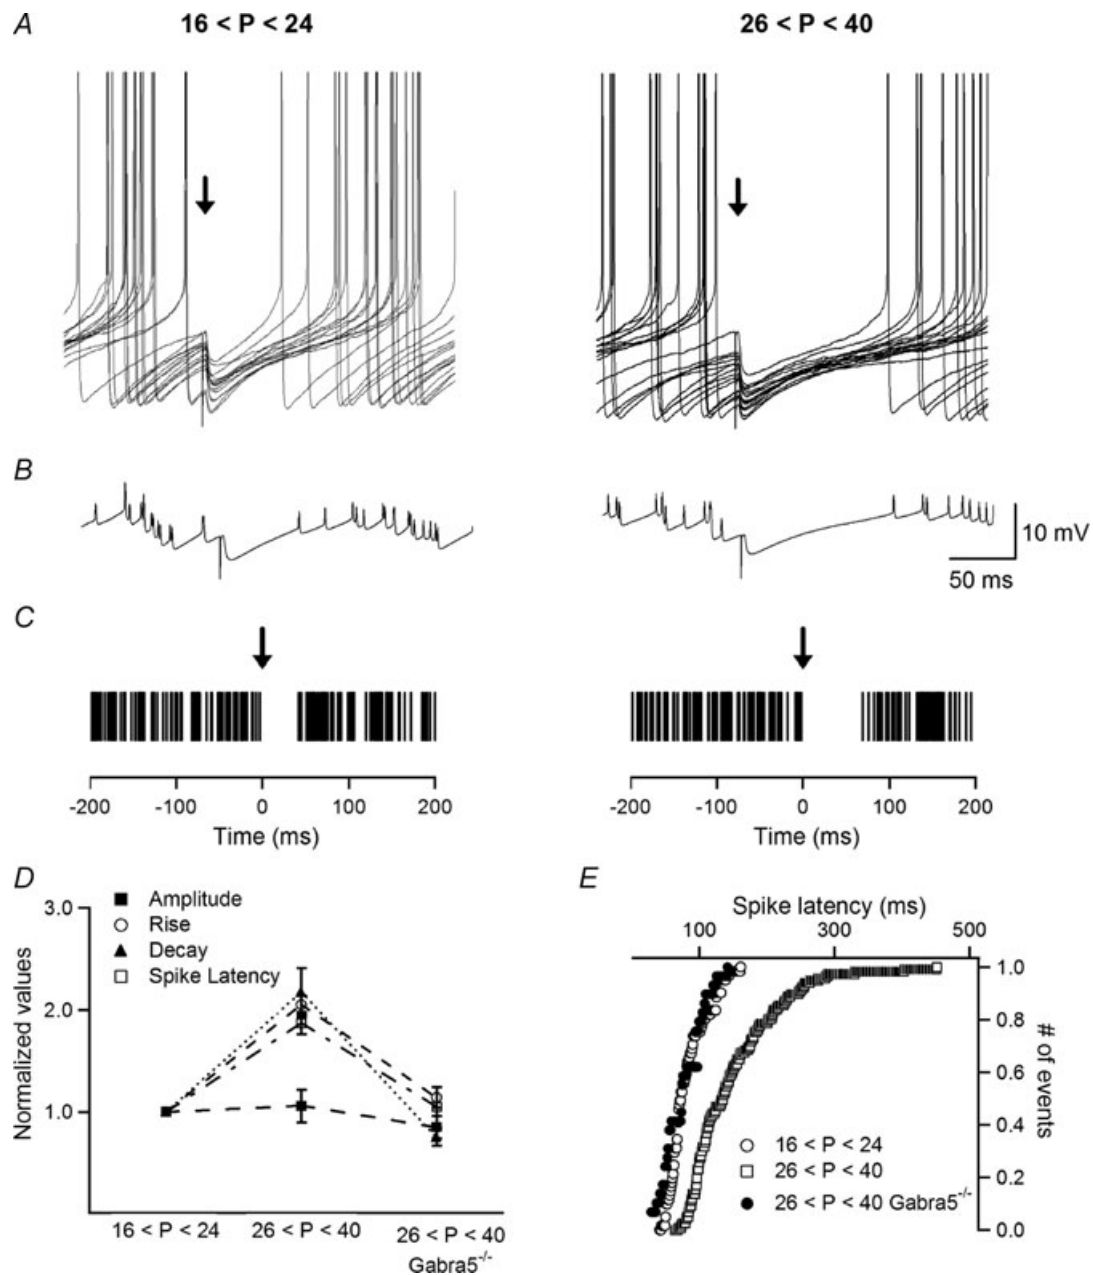 A
16 < P < 24
26 < P < 40
B
10 mV
50 ms
C
-200 -100 0 100 200
Time (ms)
-200 -100 0 100 200
Time (ms)
D
Amplitude
Rise
Decay
Spike Latency
3.0
2.0
1.0
Normalized values
16 < P < 24
26 < P < 40
26 < P < 40
Gabra5-/-
E
Spike latency (ms)
100 300 500
1.0
0.8
0.6
0.4
0.2
0.0
# of events
16 < P < 24
26 < P < 40
26 < P < 40 Gabra5-/-